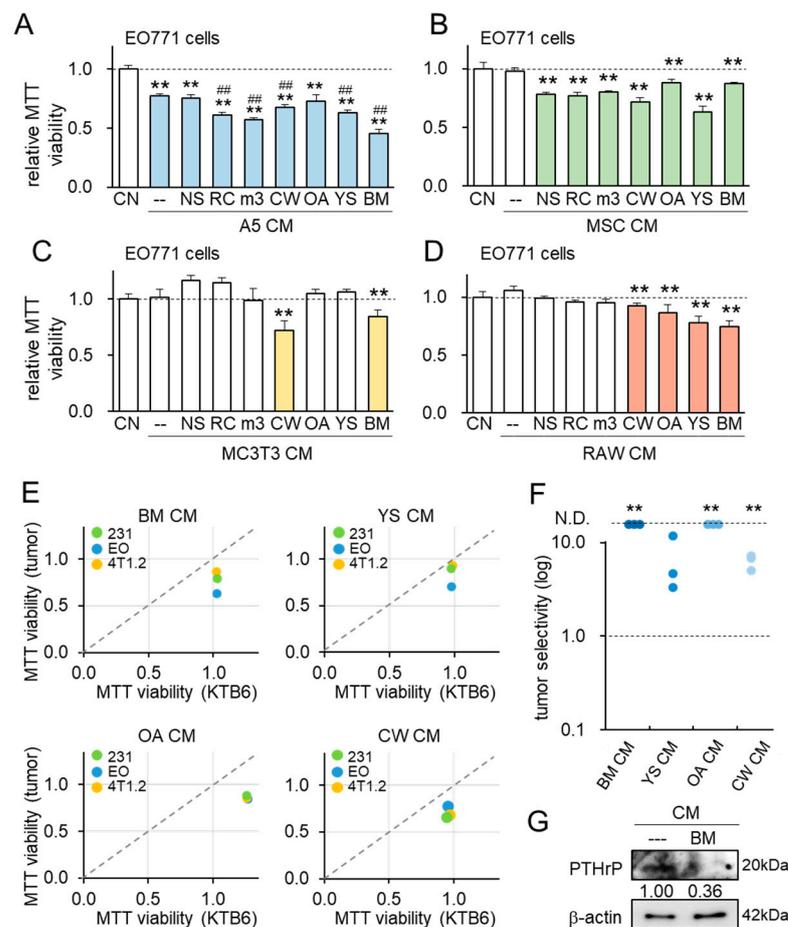 A
EO771 cells
relative MTT
viability
1.0
0.5
0.0
** ** ## ** ## ** ## ** ** ## ** ## **
CN -- NS RC m3 CW OA YS BM
A5 CM
B
EO771 cells
1.0
0.5
0.0
** ** ** ** ** ** **
CN -- NS RC m3 CW OA YS BM
MSC CM
C
EO771 cells
relative MTT
viability
1.0
0.5
0.0
** **
CN -- NS RC m3 CW OA YS BM
MC3T3 CM
D
EO771 cells
1.0
0.5
0.0
** ** ** **
CN -- NS RC m3 CW OA YS BM
RAW CM
E
BM CM
231
EO
4T1.2
MTT viability (tumor)
1.0
0.5
0.0
0.0 0.5 1.0
MTT viability (KTB6)
YS CM
231
EO
4T1.2
MTT viability (tumor)
1.0
0.5
0.0
0.0 0.5 1.0
MTT viability (KTB6)
OA CM
231
EO
4T1.2
MTT viability (tumor)
1.0
0.5
0.0
0.0 0.5 1.0
MTT viability (KTB6)
CW CM
231
EO
4T1.2
MTT viability (tumor)
1.0
0.5
0.0
0.0 0.5 1.0
MTT viability (KTB6)
F
** ** **
N.D.
10.0
1.0
0.1
tumor selectivity (log)
BM CM
YS CM
OA CM
CW CM
G
CM
--- BM
PTHrP 20kDa
1.00 0.36
β-actin 42kDa